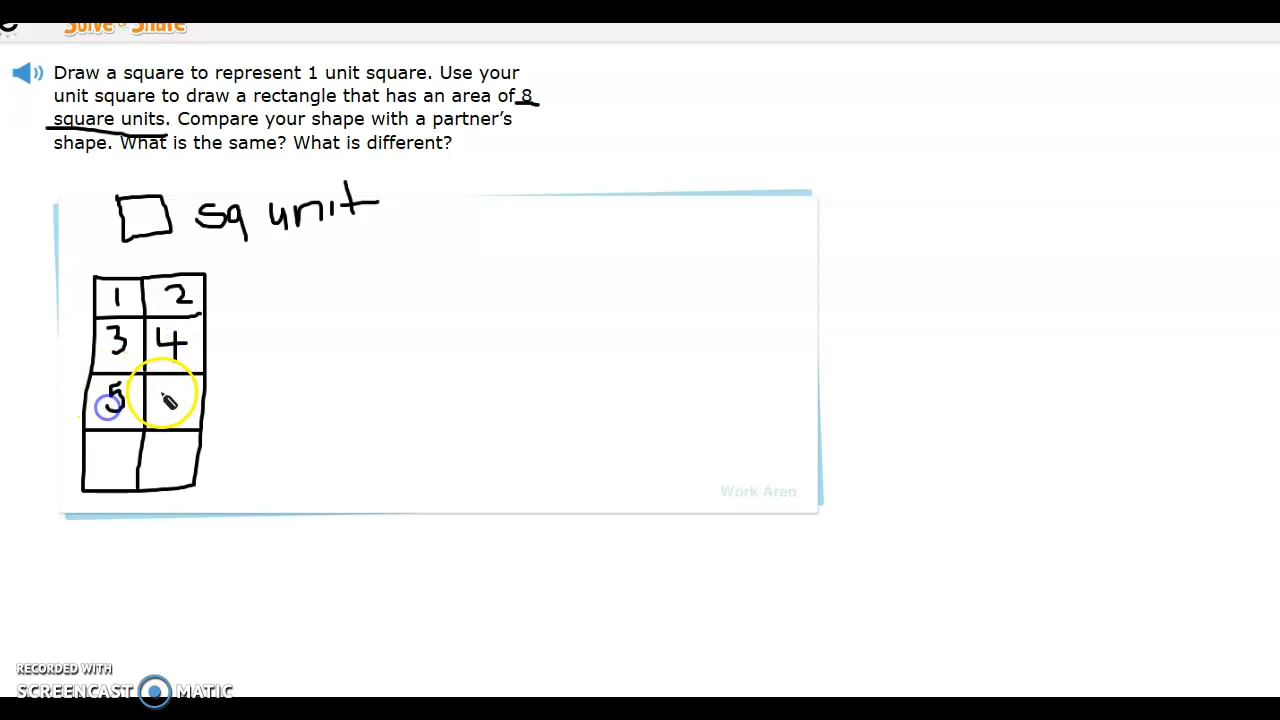 Solve & Share
Draw a square to represent 1 unit square. Use your
unit square to draw a rectangle that has an area of 8
square units. Compare your shape with a partner's
shape. What is the same? What is different?
sq unit
1 2
3 4
5
Work Area
RECORDED WITH
SCREENCAST MATIC